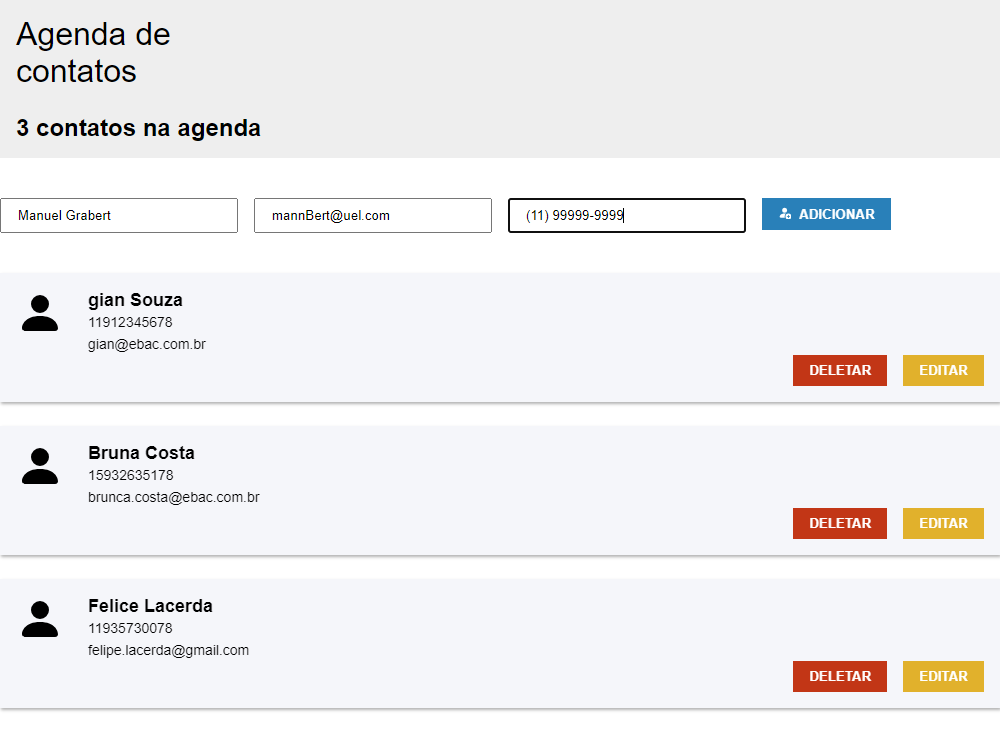 Agenda de
contatos
3 contatos na agenda
Manuel Grabert mannBert@uel.com (11) 99999-9999 ADICIONAR
gian Souza
11912345678
gian@ebac.com.br
DELETAR EDITAR
Bruna Costa
15932635178
brunca.costa@ebac.com.br
DELETAR EDITAR
Felice Lacerda
11935730078
felipe.lacerda@gmail.com
DELETAR EDITAR